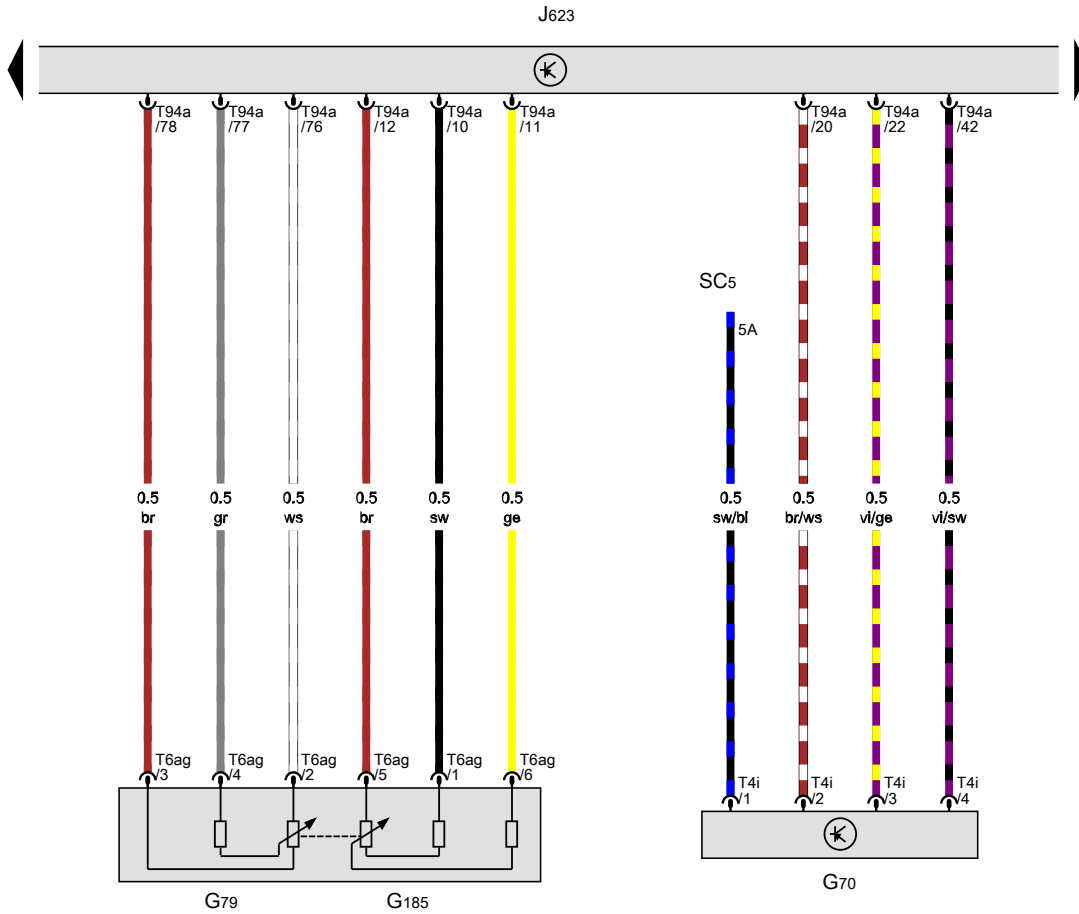 J623
T94a T94a T94a T94a T94a T94a T94a T94a T94a
/78 /77 /76 /12 /10 /11 /20 /22 /42
SC5
5A
0.5 0.5 0.5 0.5 0.5 0.5 0.5 0.5 0.5 0.5
br gr ws br sw ge sw/bl br/ws vi/ge vi/sw
T6ag T6ag T6ag T6ag T6ag T6ag
/3 /4 /2 /5 /1 /6
T4i T4i T4i T4i
/1 /2 /3 /4
G70
G79 G185